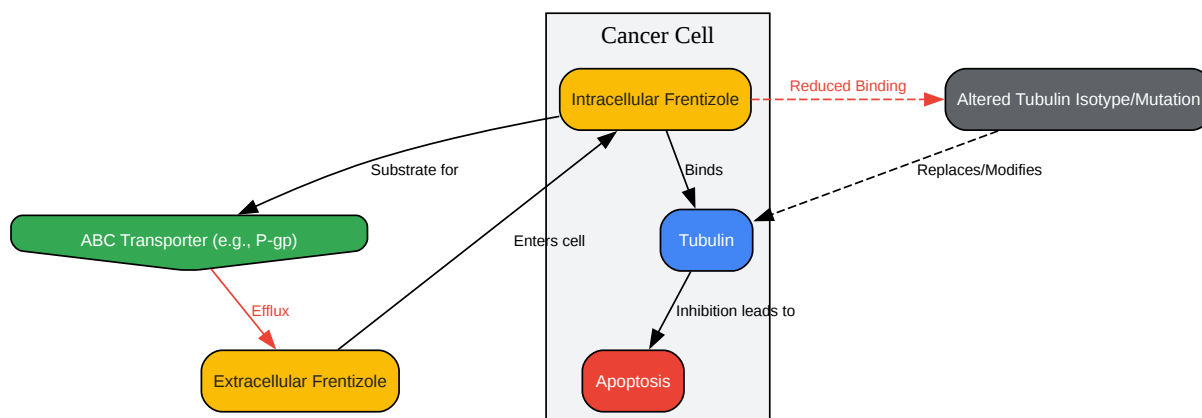 Cancer Cell
Intracellular Frentizole
Reduced Binding
Altered Tubulin Isotype/Mutation
Substrate for
Binds
Replaces/Modifies
ABC Transporter (e.g., P-gp)
Enters cell
Tubulin
Efflux
Inhibition leads to
Extracellular Frentizole
Apoptosis